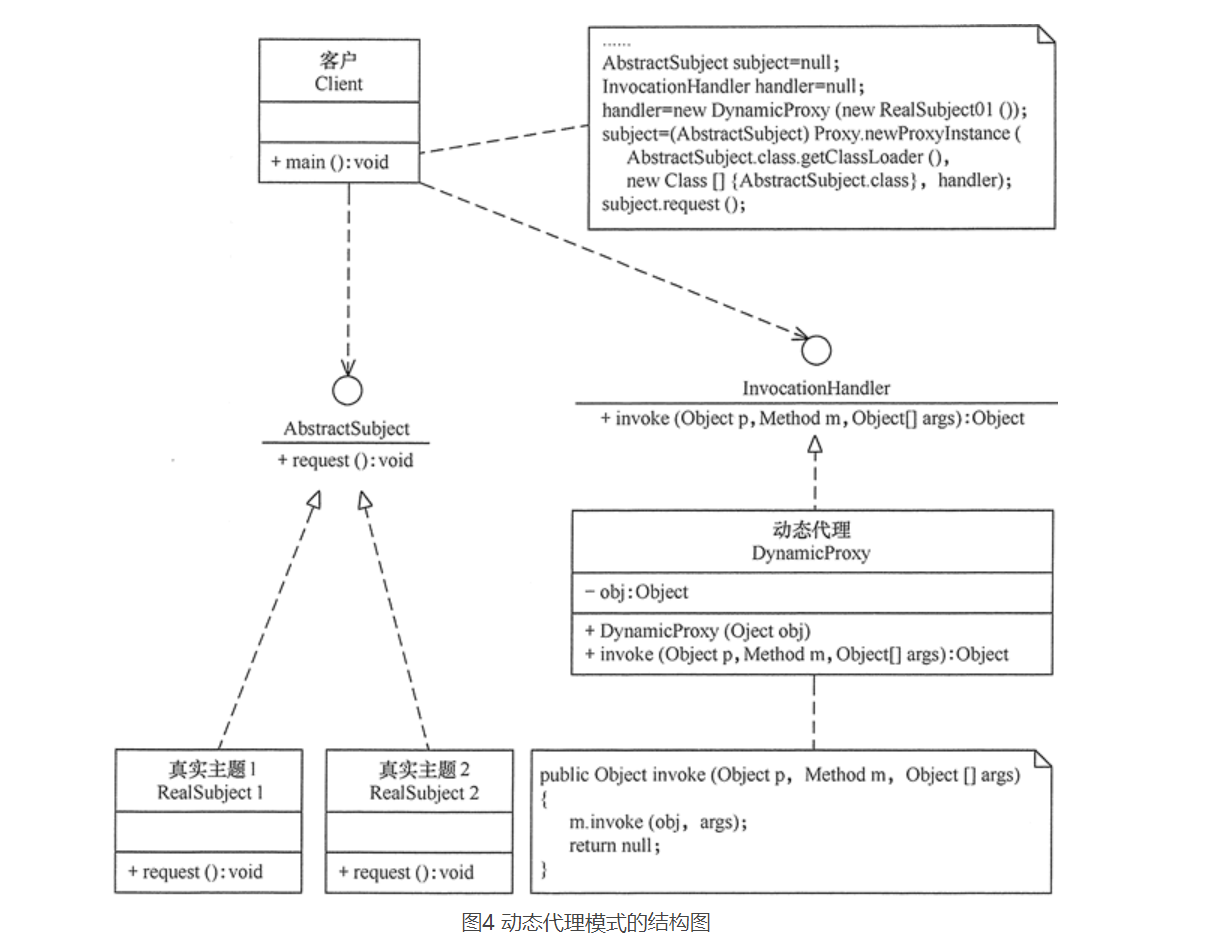 客户
Client
+ main ():void
……
AbstractSubject subject=null;
InvocationHandler handler=null;
handler=new DynamicProxy (new RealSubject01 ());
subject=(AbstractSubject) Proxy.newProxyInstance (
AbstractSubject.class.getClassLoader (),
new Class [] {AbstractSubject.class}, handler);
subject.request ();
InvocationHandler
+ invoke (Object p,Method m,Object[] args):Object
AbstractSubject
+ request ():void
动态代理
DynamicProxy
- obj:Object
+ DynamicProxy (Oject obj)
+ invoke (Object p,Method m,Object[] args):Object
真实主题1
RealSubject 1
+ request ():void
真实主题2
RealSubject 2
+ request ():void
public Object invoke (Object p, Method m, Object [] args)
{
m.invoke (obj, args);
return null;
}
图4 动态代理模式的结构图